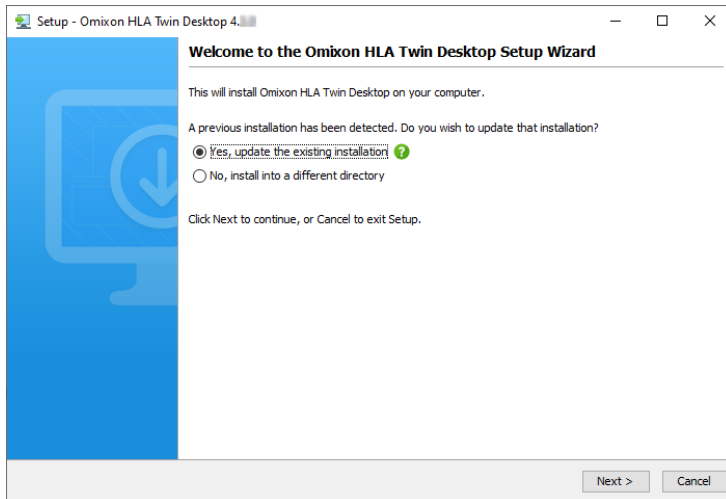 Setup - Omixon HLA Twin Desktop 4.
Welcome to the Omixon HLA Twin Desktop Setup Wizard
This will install Omixon HLA Twin Desktop on your computer.
A previous installation has been detected. Do you wish to update that installation?
Yes, update the existing installation ?
No, install into a different directory
Click Next to continue, or Cancel to exit Setup.
Next > Cancel